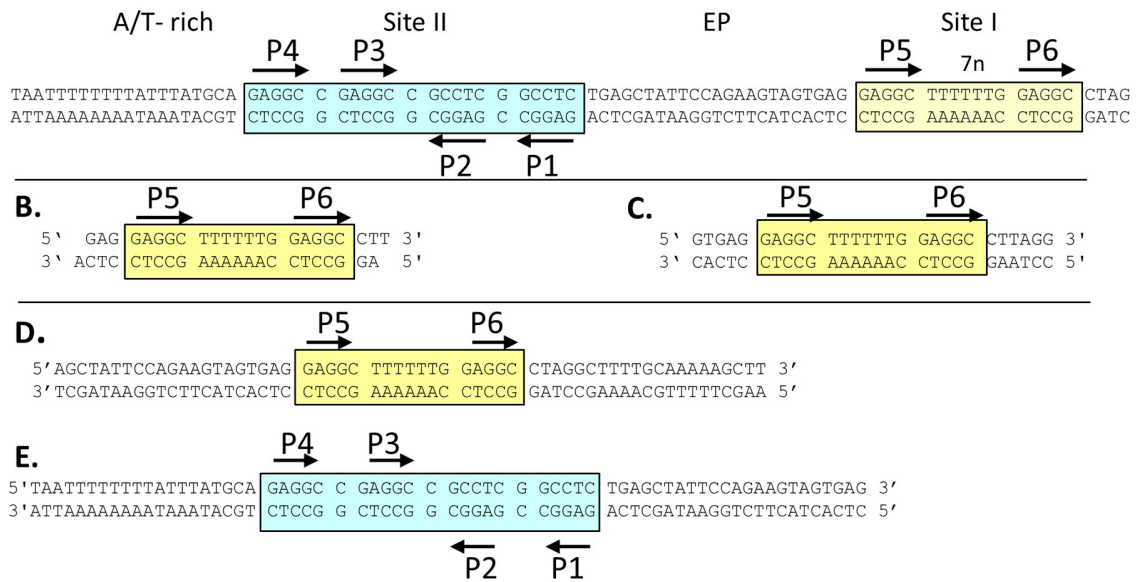 A/T- rich Site II EP Site I
P4 P3 P5 7n P6
TAATTTTTTTTATTTATGCA GAGGC C GAGGC C GCCTC G GCCTC TGAGCTATTCCAGAAGTAGTGAG GAGGC TTTTTTG GAGGC CTAG
ATTAAAAAAAATAAATACGT CTCCG G CTCCG G CGGAG C CGGAG ACTCGATAAGGTCTTCATCACTC CTCCG AAAAAAC CTCCG GATC
P2 P1
B. P5 P6
5‘ GAG GAGGC TTTTTTG GAGGC CTT 3'
3‘ ACTC CTCCG AAAAAAC CTCCG GA 5'
C. P5 P6
5‘ GTGAG GAGGC TTTTTTG GAGGC CTTAGG 3'
3‘ CACTC CTCCG AAAAAAC CTCCG GAATCC 5'
D. P5 P6
5’AGCTATTCCAGAAGTAGTGAG GAGGC TTTTTTG GAGGC CTAGGCTTTTGCAAAAAGCTT 3’
3’TCGATAAGGTCTTCATCACTC CTCCG AAAAAAC CTCCG GATCCGAAAACGTTTTTCGAA 5’
E. P4 P3
5'TAATTTTTTTTATTTATGCA GAGGC C GAGGC C GCCTC G GCCTC TGAGCTATTCCAGAAGTAGTGAG 3’
3'ATTAAAAAAAATAAATACGT CTCCG G CTCCG G CGGAG C CGGAG ACTCGATAAGGTCTTCATCACTC 5’
P2 P1